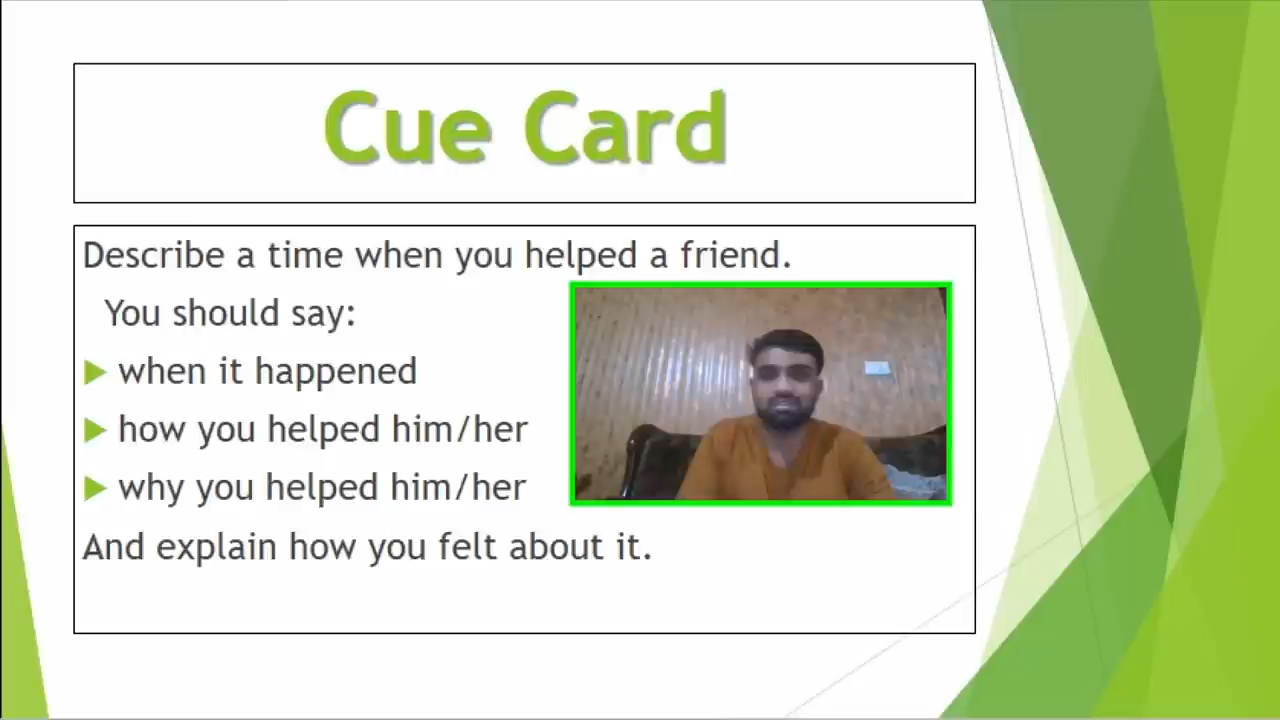 Cue Card
Describe a time when you helped a friend.
You should say:
when it happened
how you helped him/her
why you helped him/her
And explain how you felt about it.